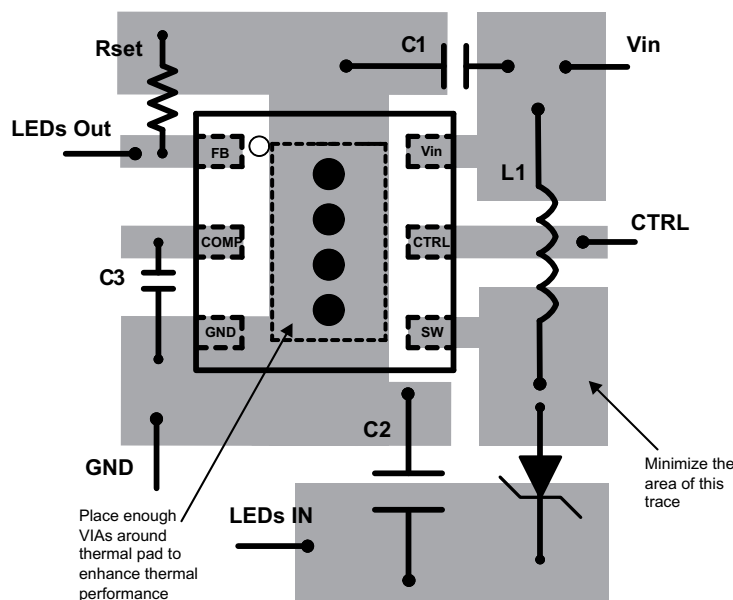 Rset
C1
Vin
LEDs Out
FB
Vin
L1
COMP
CTRL
CTRL
C3
GND
SW
C2
GND
LEDs IN
Minimize the
area of this
trace
Place enough
VIAs around
thermal pad to
enhance thermal
performance